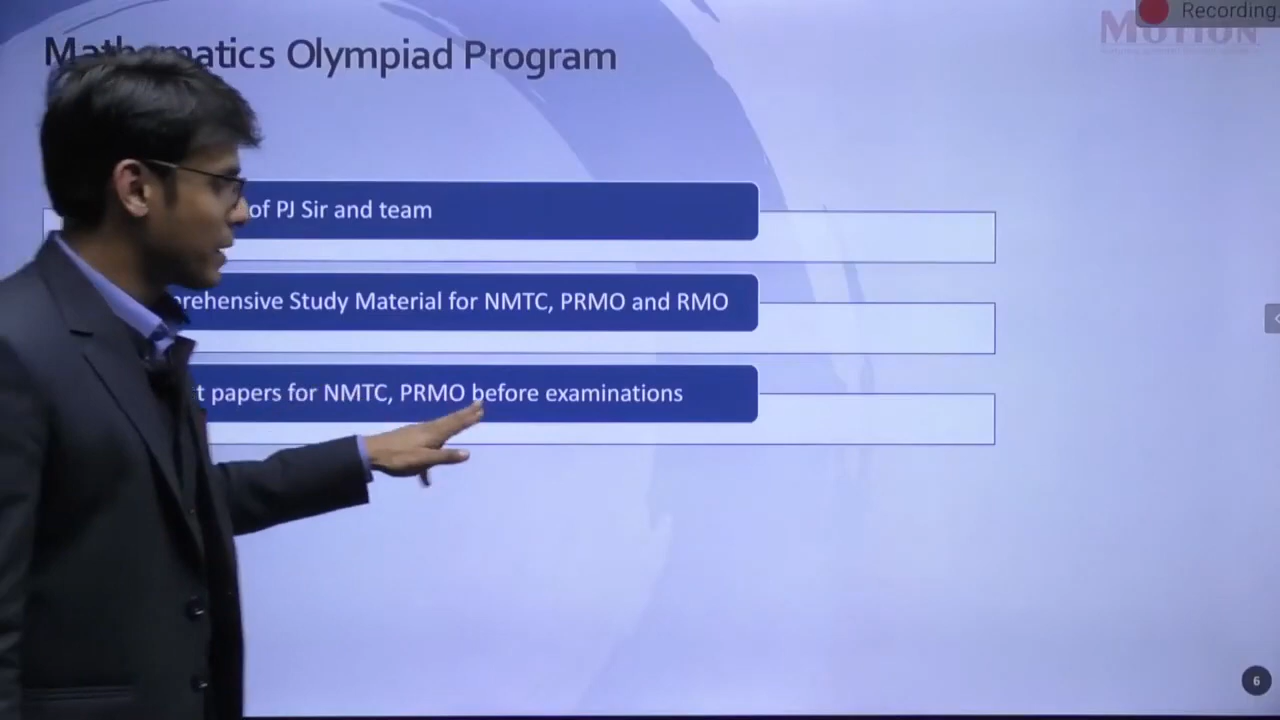 Recording
MOTION
Mathematics Olympiad Program
of PJ Sir and team
prehensive Study Material for NMTC, PRMO and RMO
t papers for NMTC, PRMO before examinations
6